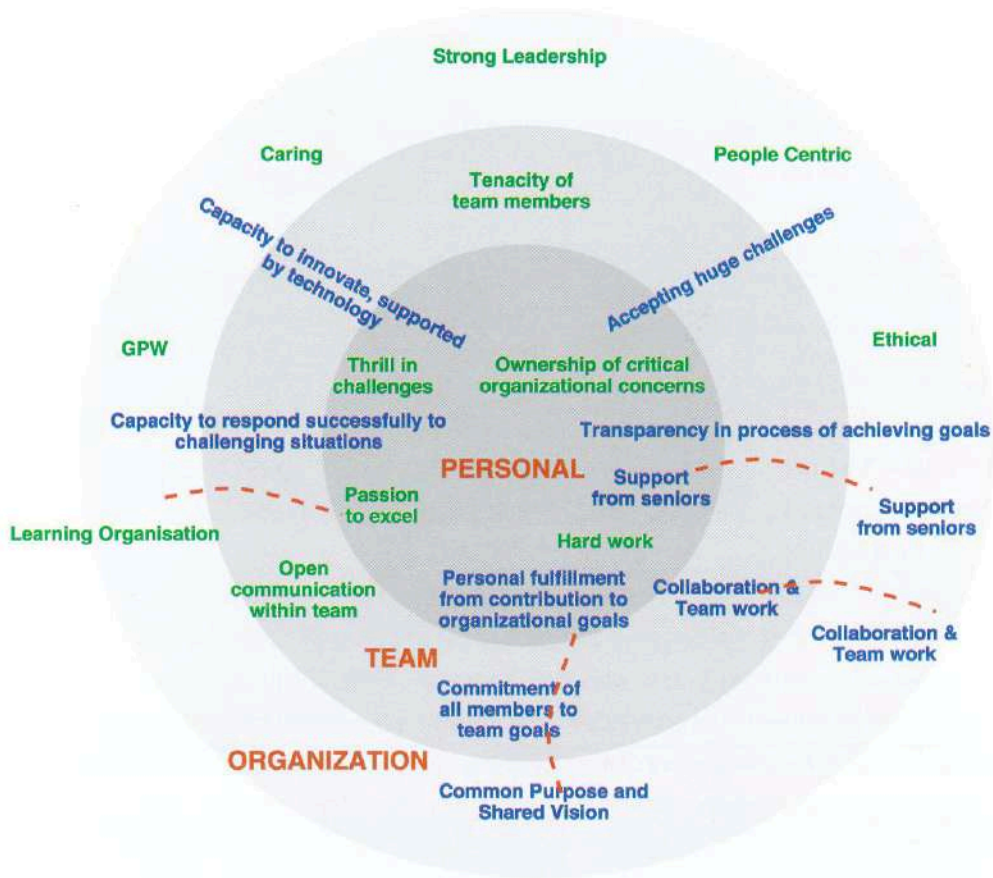 Strong Leadership
Caring
People Centric
Tenacity of
team members
Capacity to innovate, supported
by technology
Accepting huge challenges
GPW
Ethical
Thrill in
challenges
Ownership of critical
organizational concerns
Capacity to respond successfully to
challenging situations
Transparency in process of achieving goals
PERSONAL
Support
from seniors
Passion
to excel
Support
from seniors
Learning Organisation
Hard work
Open
communication
within team
Personal fulfillment
from contribution to
organizational goals
Collaboration &
Team work
Collaboration &
Team work
TEAM
Commitment of
all members to
team goals
ORGANIZATION
Common Purpose and
Shared Vision